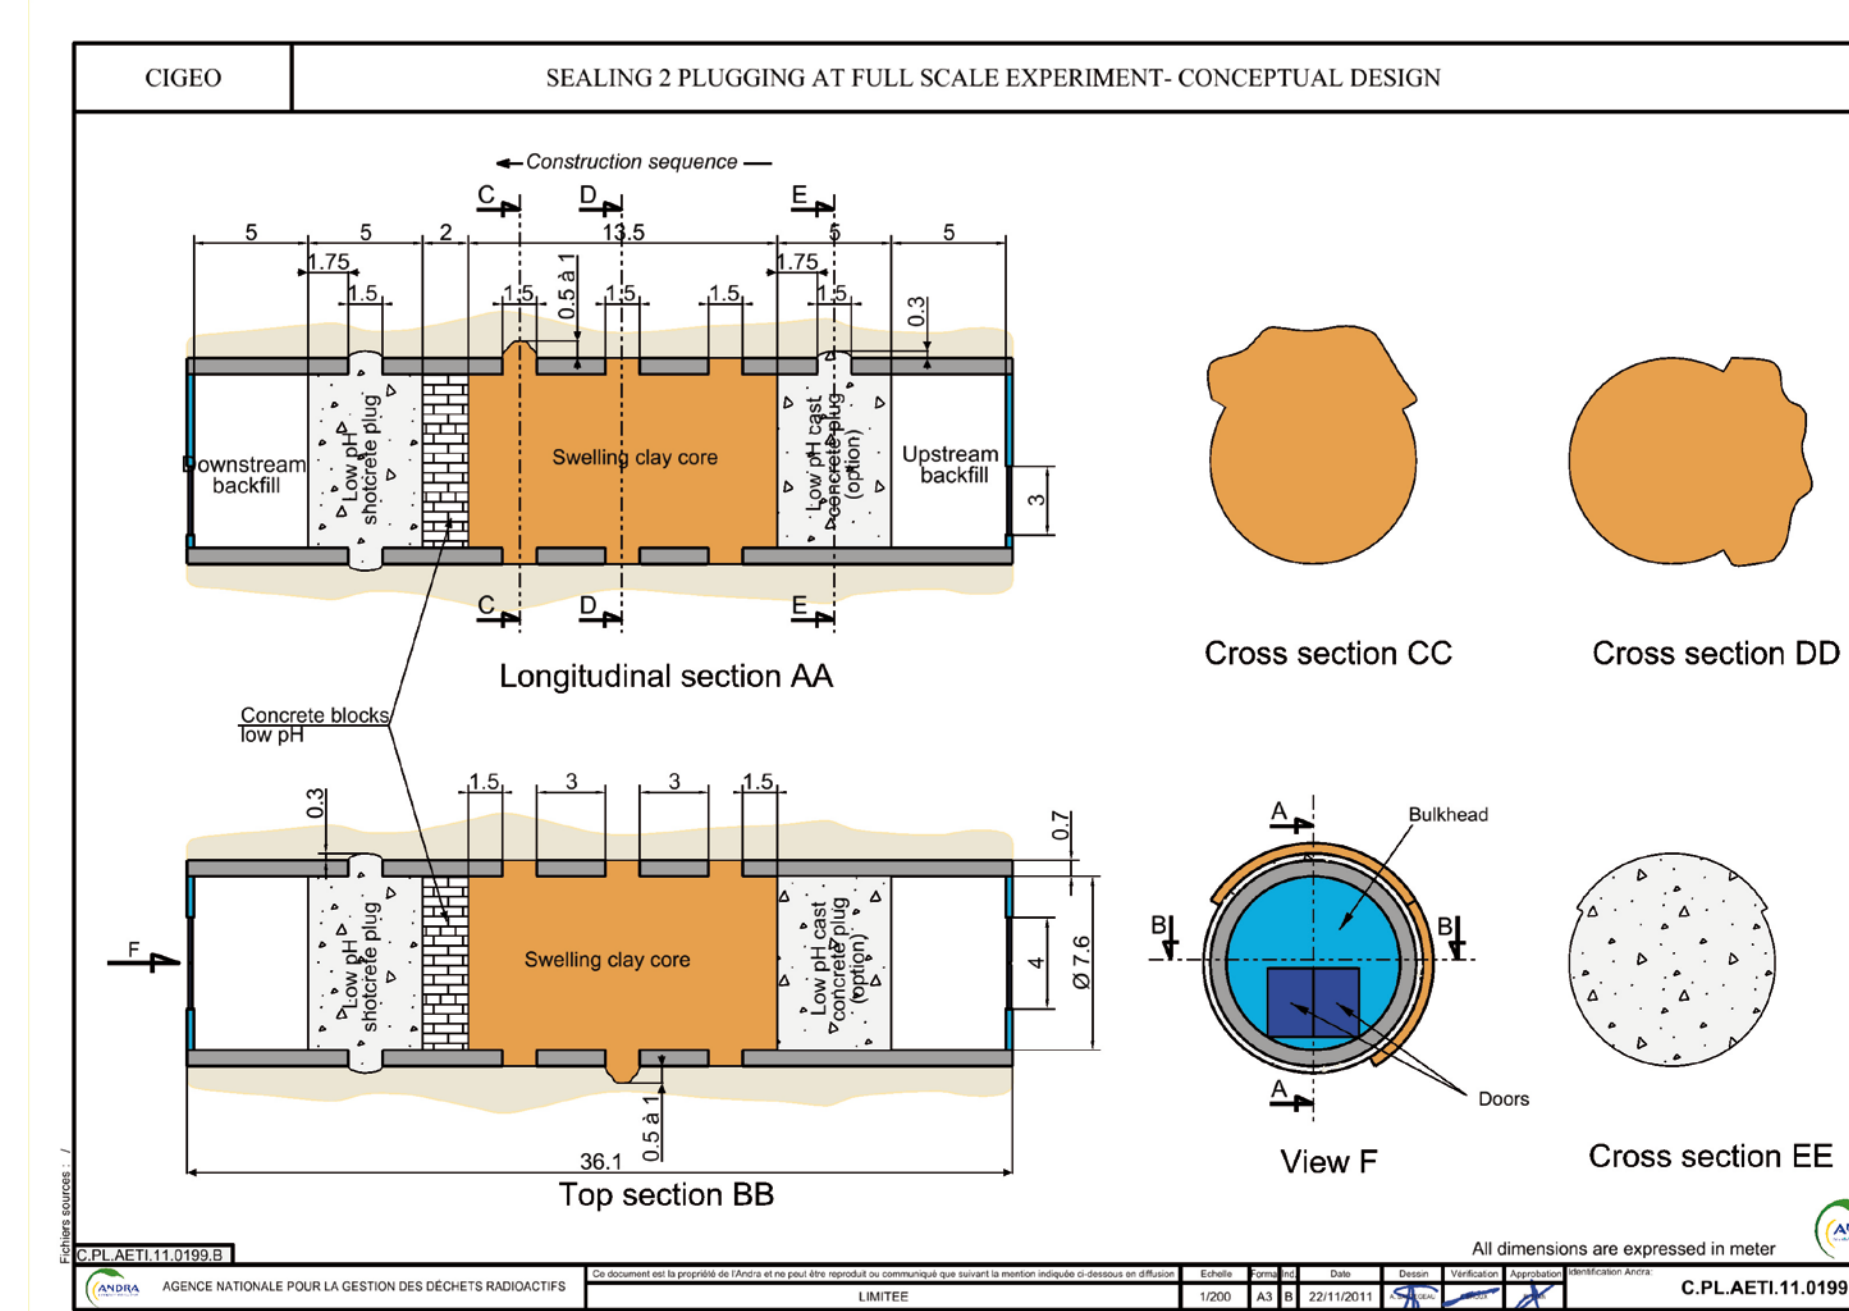 CIGEO
SEALING 2 PLUGGING AT FULL SCALE EXPERIMENT- CONCEPTUAL DESIGN
Construction sequence
C D E
5 5 2 13.5 5 5
1.75 1.75
1.5 1.5 0.5 à 1 1.5 1.5 1.5 0.3
Downstream
backfill
Low pH
shotcrete plug
Swelling clay core
Low pH cast
concrete plug
(option)
Upstream
backfill
3
C D E
Longitudinal section AA
Cross section CC
Cross section DD
Concrete blocks
low pH
0.3 1.5 3 3 1.5 0.7
F
Low pH
shotcrete plug
Swelling clay core
Low pH cast
concrete plug
(option)
4
Ø 7.6
0.5 à 1
36.1
Top section BB
A
Bulkhead
B B
A
Doors
View F
Cross section EE
Fichiers sources : /
C.PL.AETI.11.0199.B
All dimensions are expressed in meter
ANDRA
AGENCE NATIONALE POUR LA GESTION DES DÉCHETS RADIOACTIFS
Ce document est la propriété de l'Andra et ne peut être reproduit ou communiqué que suivant la mention indiquée ci-dessous en diffusion
LIMITEE
Echelle Format Ind. Date Dessin Vérification Approbation Identification Andra:
1/200 A3 B 22/11/2011
C.PL.AETI.11.0199